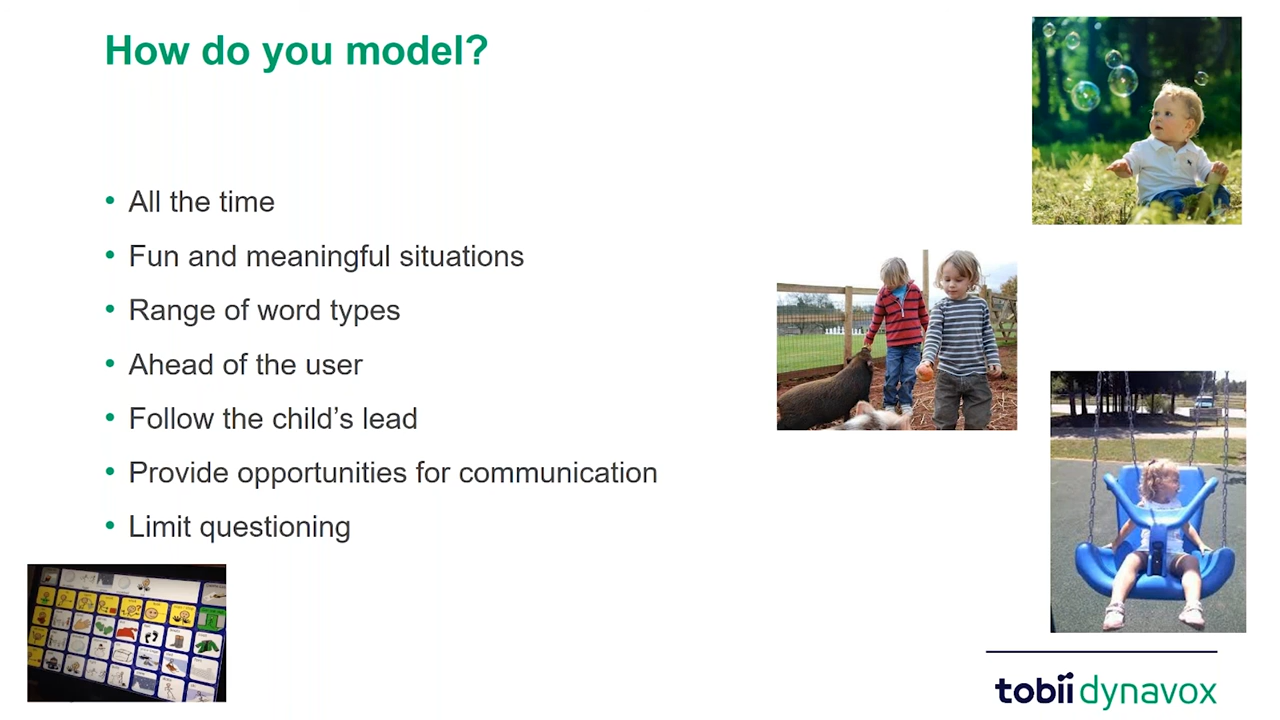 How do you model?
All the time
Fun and meaningful situations
Range of word types
Ahead of the user
Follow the child’s lead
Provide opportunities for communication
Limit questioning
tobii dynavox